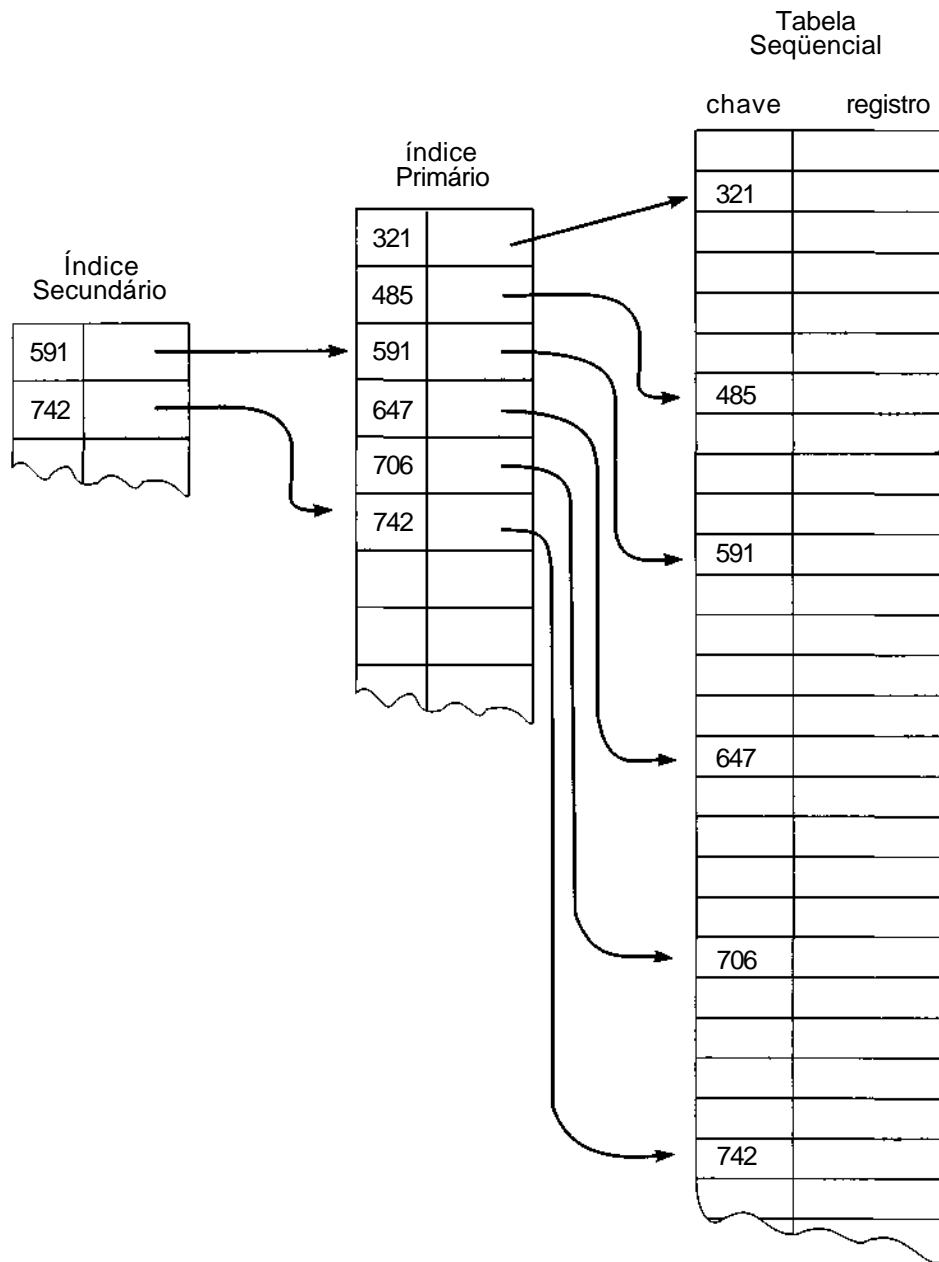 Tabela
Seqüencial
chave registro
índice
Primário
Índice
Secundário
321
485
591
647
706
742
591
742
321
485
591
647
706
742